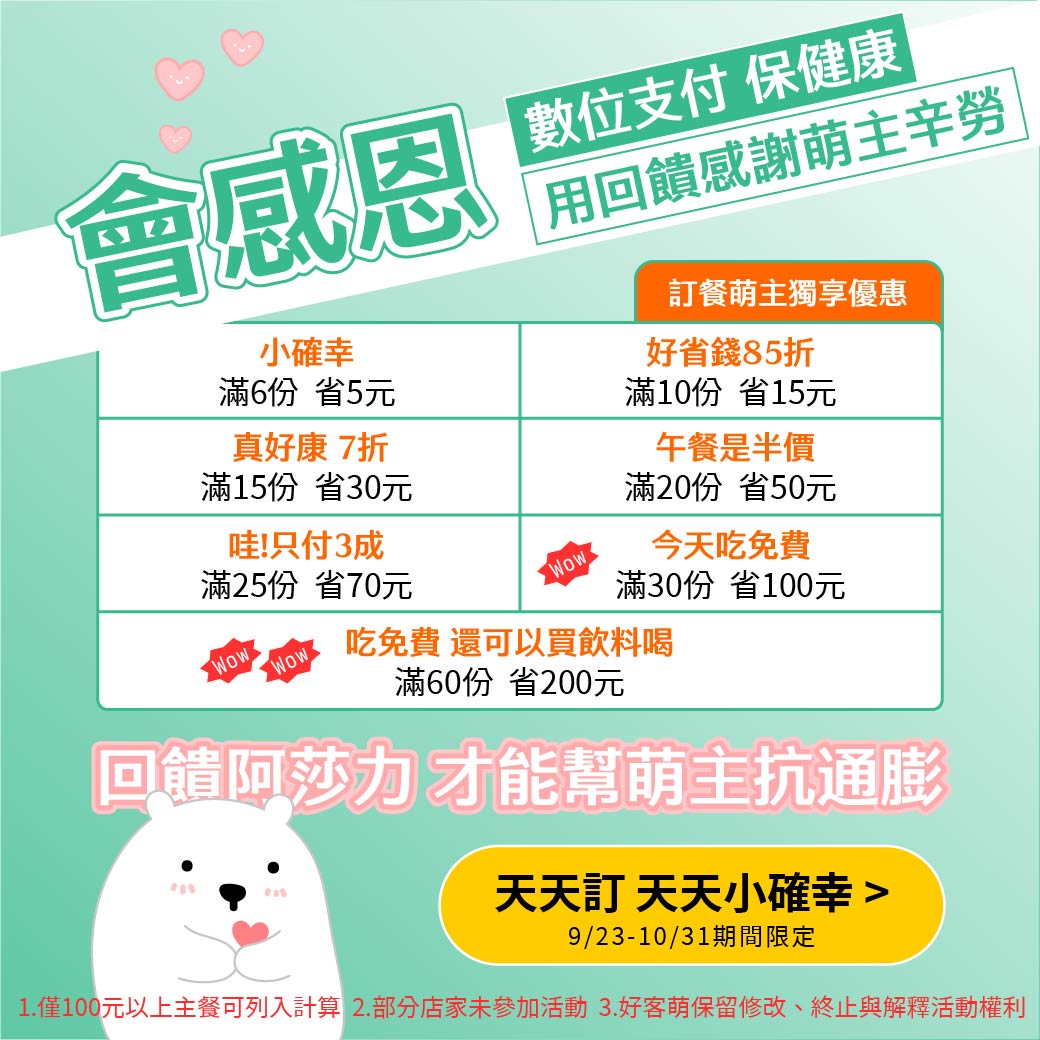 會感恩
數位支付 保健康
用回饋感謝萌主辛勞
訂餐萌主獨享優惠
小確幸
滿6份 省5元
好省錢85折
滿10份 省15元
真好康 7折
滿15份 省30元
午餐是半價
滿20份 省50元
哇!只付3成
滿25份 省70元
Wow
今天吃免費
滿30份 省100元
Wow Wow
吃免費 還可以買飲料喝
滿60份 省200元
回饋阿莎力 才能幫萌主抗通膨
天天訂 天天小確幸 >
9/23-10/31期間限定
1.僅100元以上主餐可列入計算 2.部分店家未參加活動 3.好客萌保留修改、終止與解釋活動權利